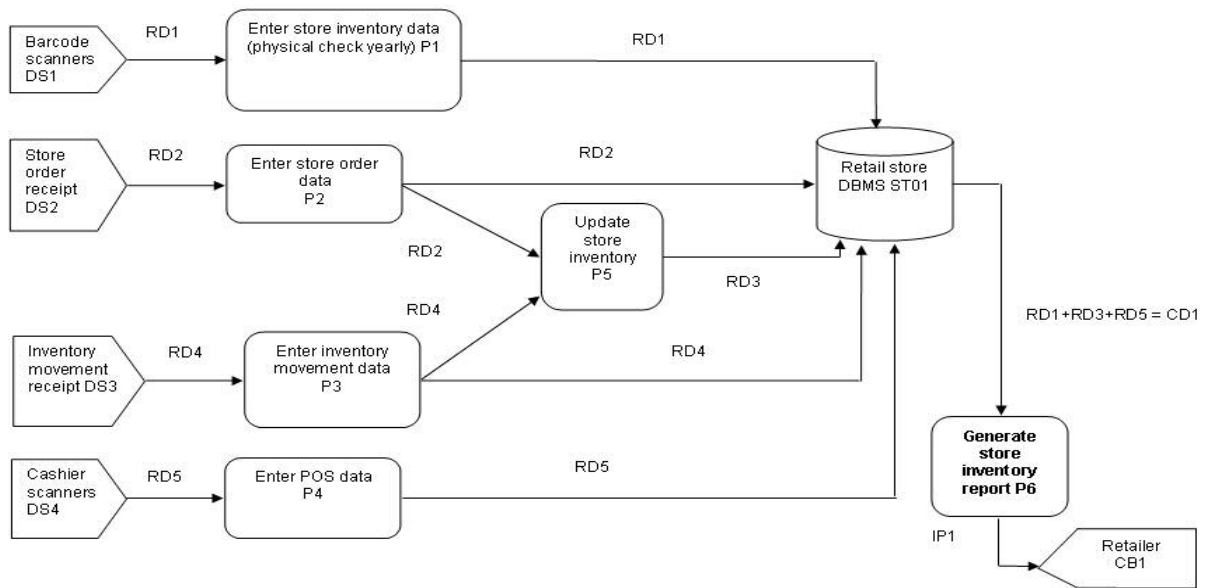 Barcode
scanners
DS1
RD1
Enter store inventory data
(physical check yearly) P1
RD1
Store
order
receipt
DS2
RD2
Enter store order
data
P2
RD2
Retail store
DBMS ST01
RD2
Update
store
inventory
P5
RD3
RD4
RD1+RD3+RD5 = CD1
Inventory
movement
receipt DS3
RD4
Enter inventory
movement data
P3
RD4
Cashier
scanners
DS4
RD5
Enter POS data
P4
RD5
Generate
store
inventory
report P6
IP1
Retailer
CB1